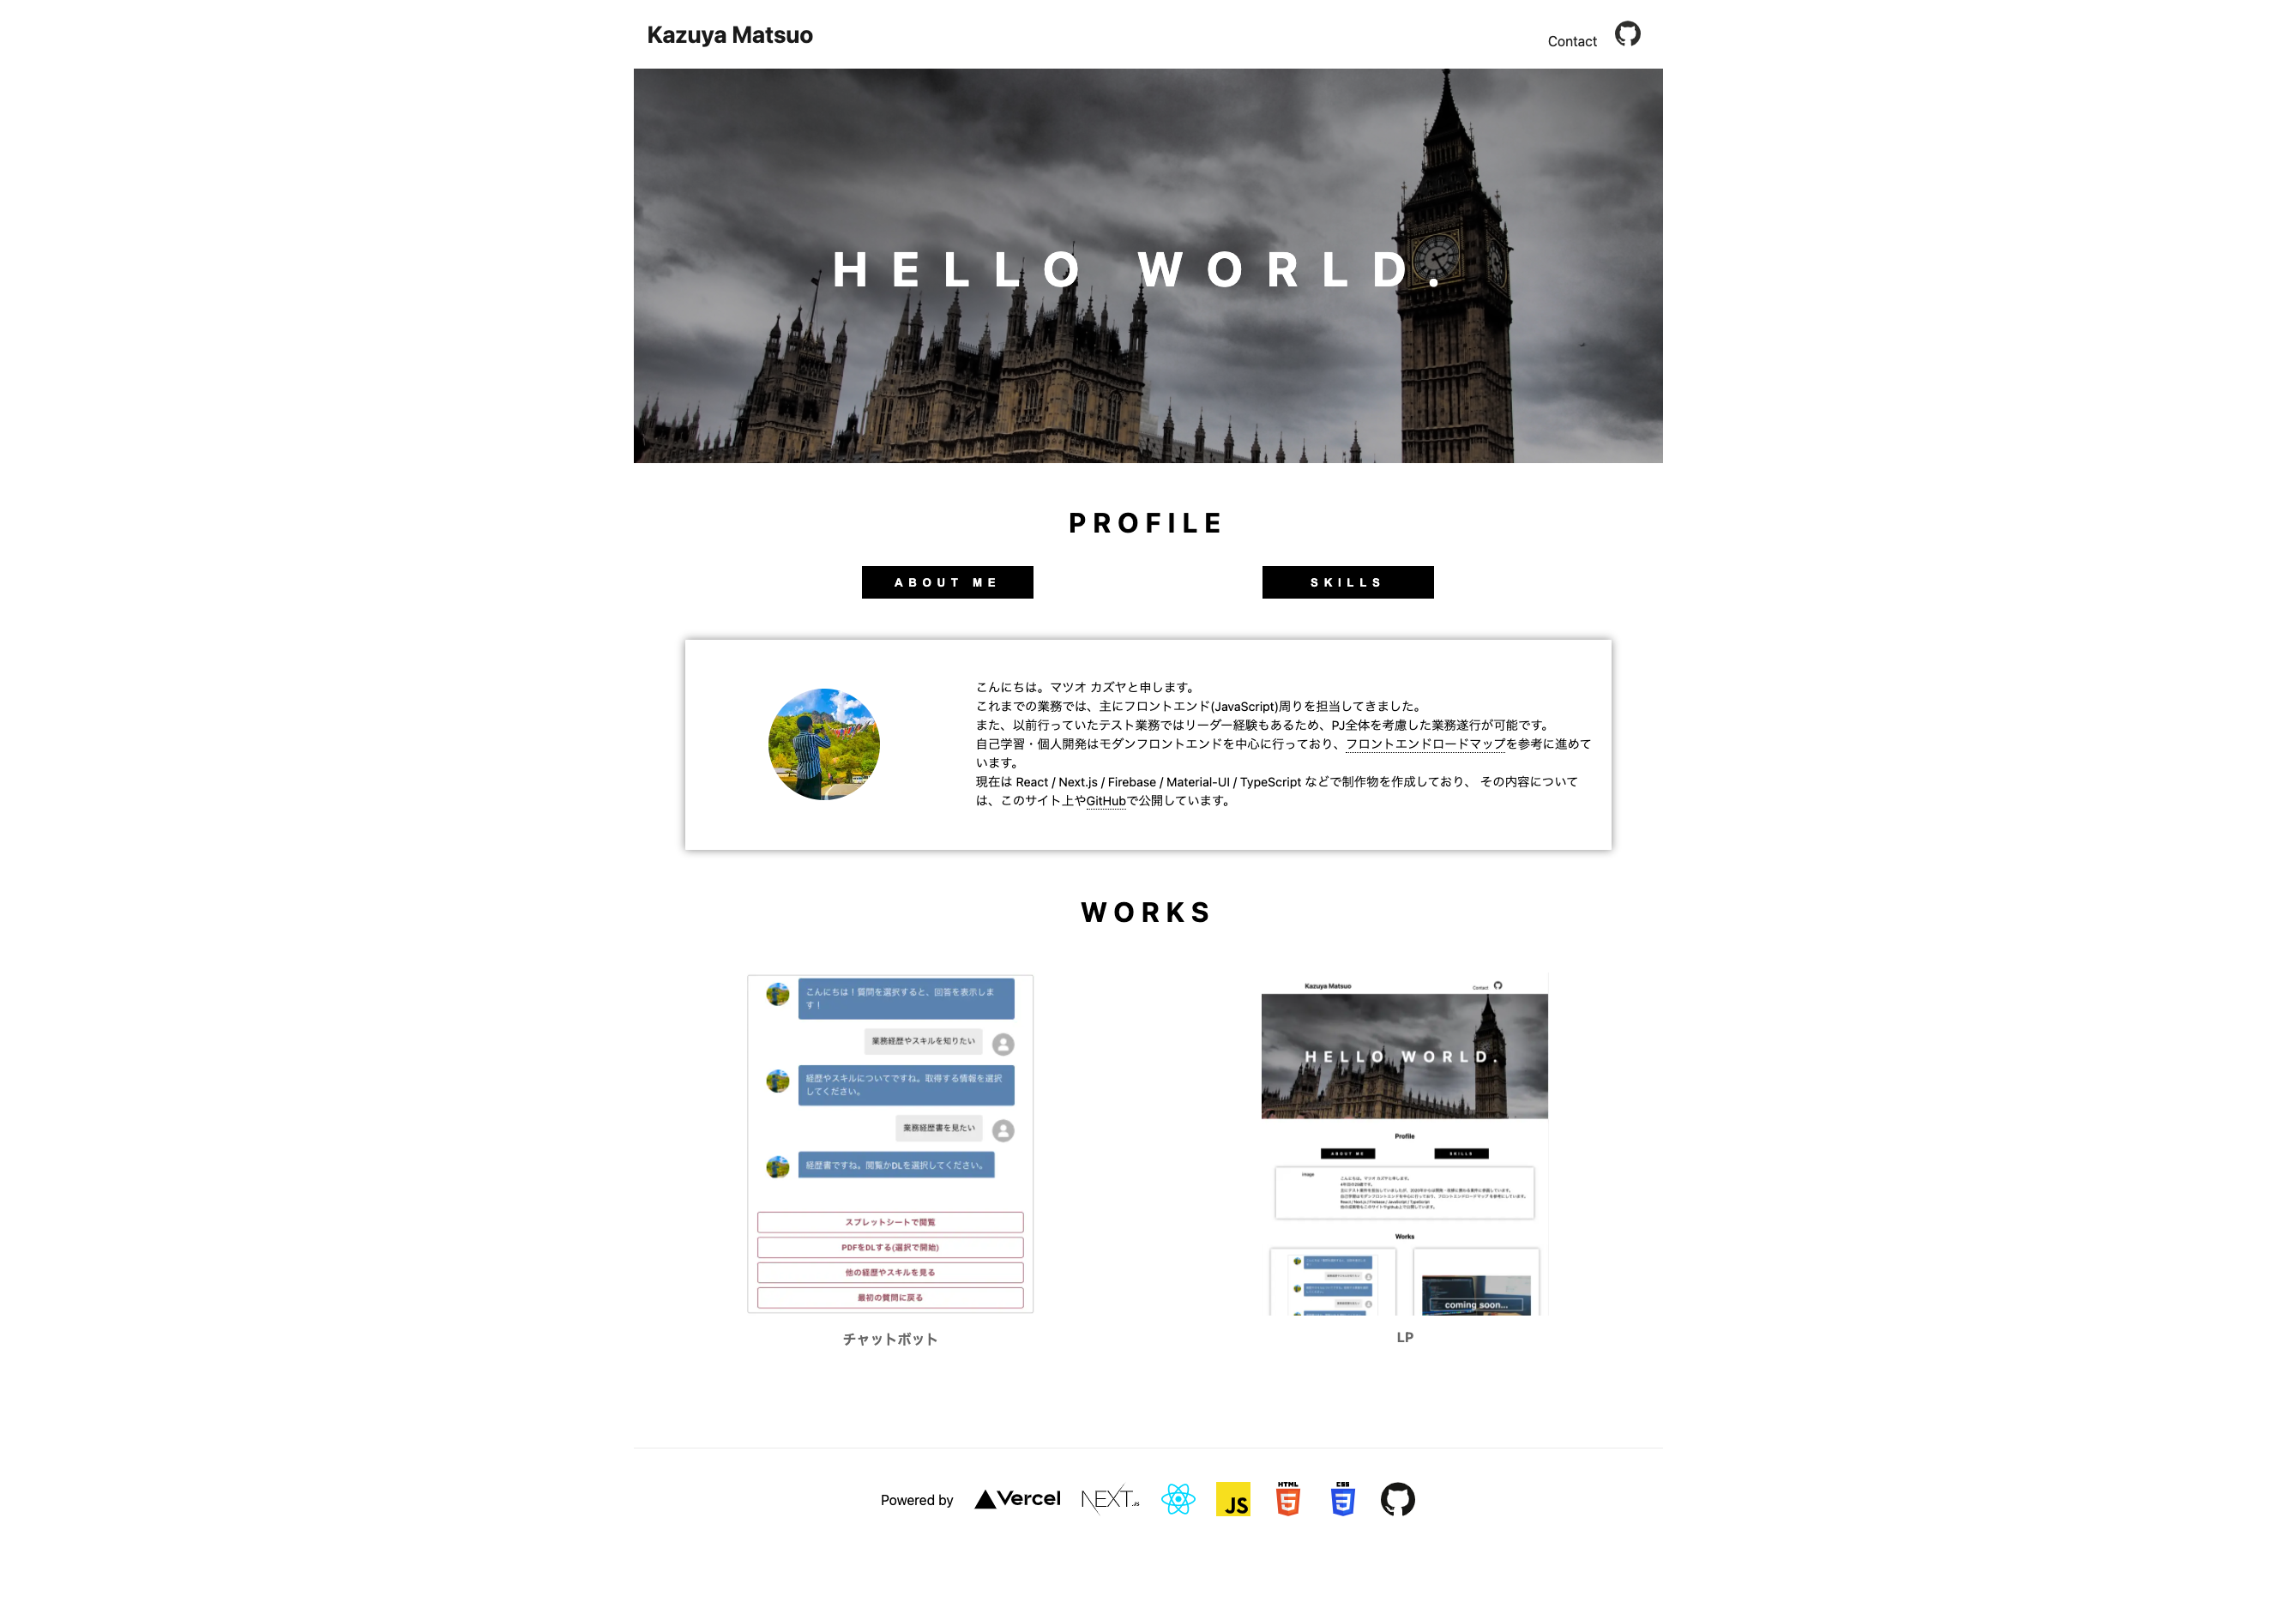 Kazuya Matsuo
Contact
HELLO WORLD.
PROFILE
ABOUT ME
SKILLS
こんにちは。マツオ カズヤと申します。
これまでの業務では、主にフロントエンド(JavaScript)周りを担当してきました。
また、以前行っていたテスト業務ではリーダー経験もあるため、PJ全体を考慮した業務遂行が可能です。
自己学習・個人開発はモダンフロントエンドを中心に行っており、フロントエンドロードマップを参考に進めて
います。
現在は React / Next.js / Firebase / Material-UI / TypeScript などで制作物を作成しており、 その内容について
は、このサイト上やGitHubで公開しています。
WORKS
こんにちは！質問を選択すると、回答を表示しま
す！
業務経歴やスキルを知りたい
経歴やスキルについてですね。取得する情報を選択
してください。
業務経歴書を見たい
経歴書ですね。閲覧かDLを選択してください。
スプレットシートで閲覧
PDFをDLする(選択で開始)
他の経歴やスキルを見る
最初の質問に戻る
チャットボット
Kazuya Matsuo
Contact
HELLO WORLD.
Profile
ABOUT ME
SKILLS
Image
こんにちは。マツオ カズヤと申します。
Works
coming soon...
LP
Powered by
Vercel
NEXT.JS
JS
HTML
5
CSS
3